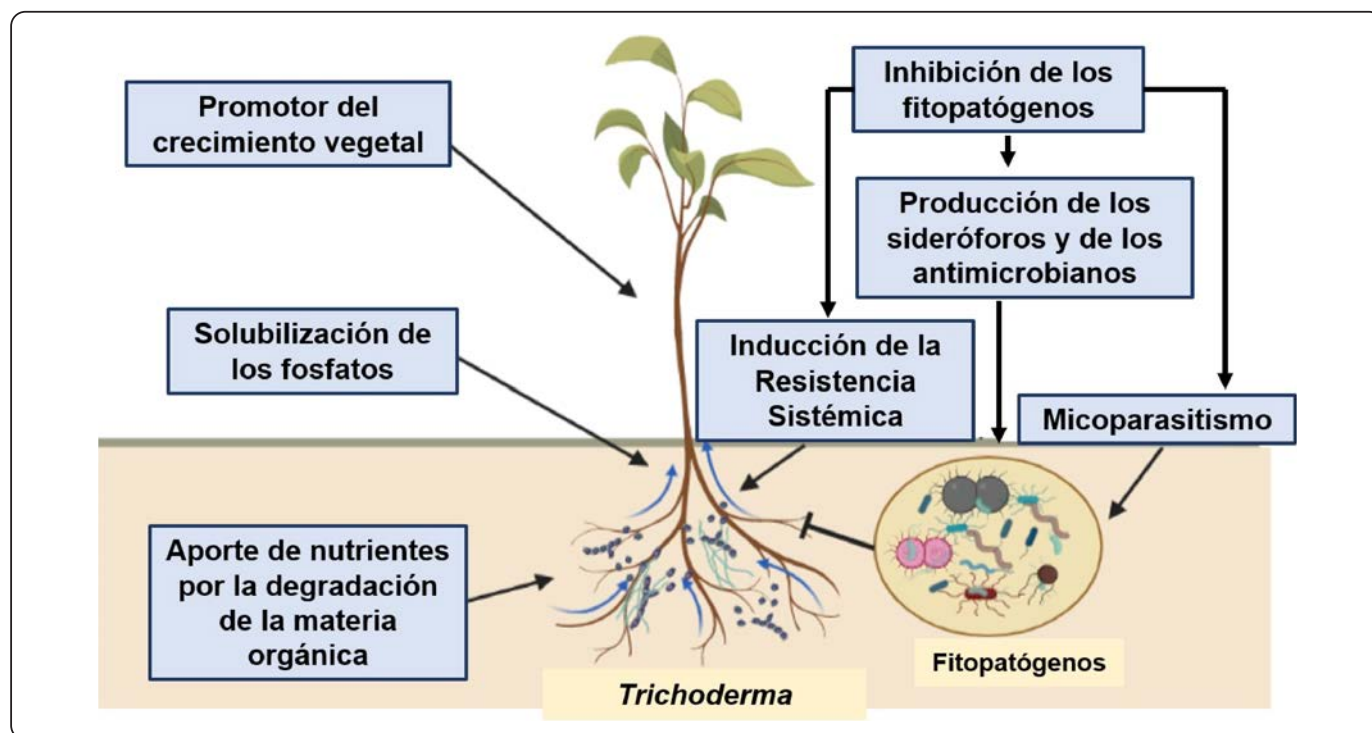 Promotor del
crecimiento vegetal
Solubilización de
los fosfatos
Aporte de nutrientes
por la degradación
de la materia
orgánica
Inhibición de los
fitopatógenos
Producción de los
sideróforos y de los
antimicrobianos
Inducción de la
Resistencia
Sistémica
Micoparasitismo
Fitopatógenos
Trichoderma